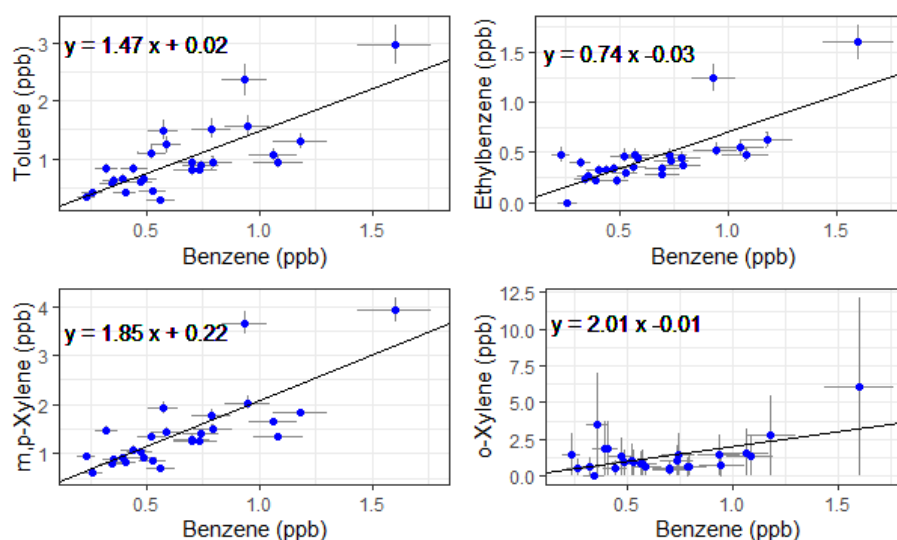 Toluene (ppb)
3
2
1
y = 1.47 x + 0.02
0.5
1.0
1.5
Benzene (ppb)
Ethylbenzene (ppb)
1.5
1.0
0.5
0.0
y = 0.74 x -0.03
0.5
1.0
1.5
Benzene (ppb)
m,p-Xylene (ppb)
4
3
2
1
y = 1.85 x + 0.22
0.5
1.0
1.5
Benzene (ppb)
o-Xylene (ppb)
12.5
10.0
7.5
5.0
2.5
0.0
y = 2.01 x -0.01
0.5
1.0
1.5
Benzene (ppb)